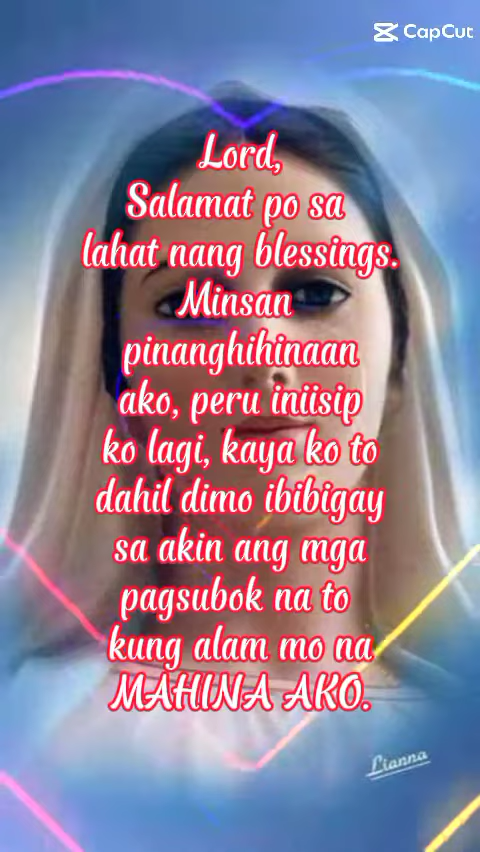 CapCut
Lord,
Salamat po sa
lahat nang blessings.
Minsan
pinanghihinaan
ako, peru iniisip
ko lagi, kaya ko to
dahil dimo ibibigay
sa akin ang mga
pagsubok na to
kung alam mo na
MAHINA AKO.
Lianna